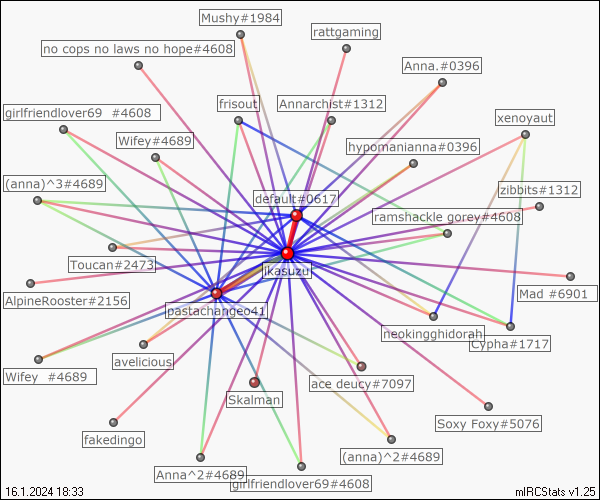 Mushy#1984
rattgaming
no cops no laws no hope#4608
Anna.#0396
girlfriendlover69 #4608
frisout
Annarchist#1312
xenoyaut
Wifey#4689
hypomanianna#0396
(anna)^3#4689
default#0617
zibbits#1312
ramshackle gorey#4608
Toucan#2473
ikasuzu
AlpineRooster#2156
Mad #6901
pastachangeo41
neokingghidorah
Cypha#1717
avelicious
Wifey #4689
ace deucy#7097
Skalman
Soxy Foxy#5076
fakedingo
(anna)^2#4689
Anna^2#4689
girlfriendlover69#4608
16.1.2024 18:33
mIRCStats v1.25